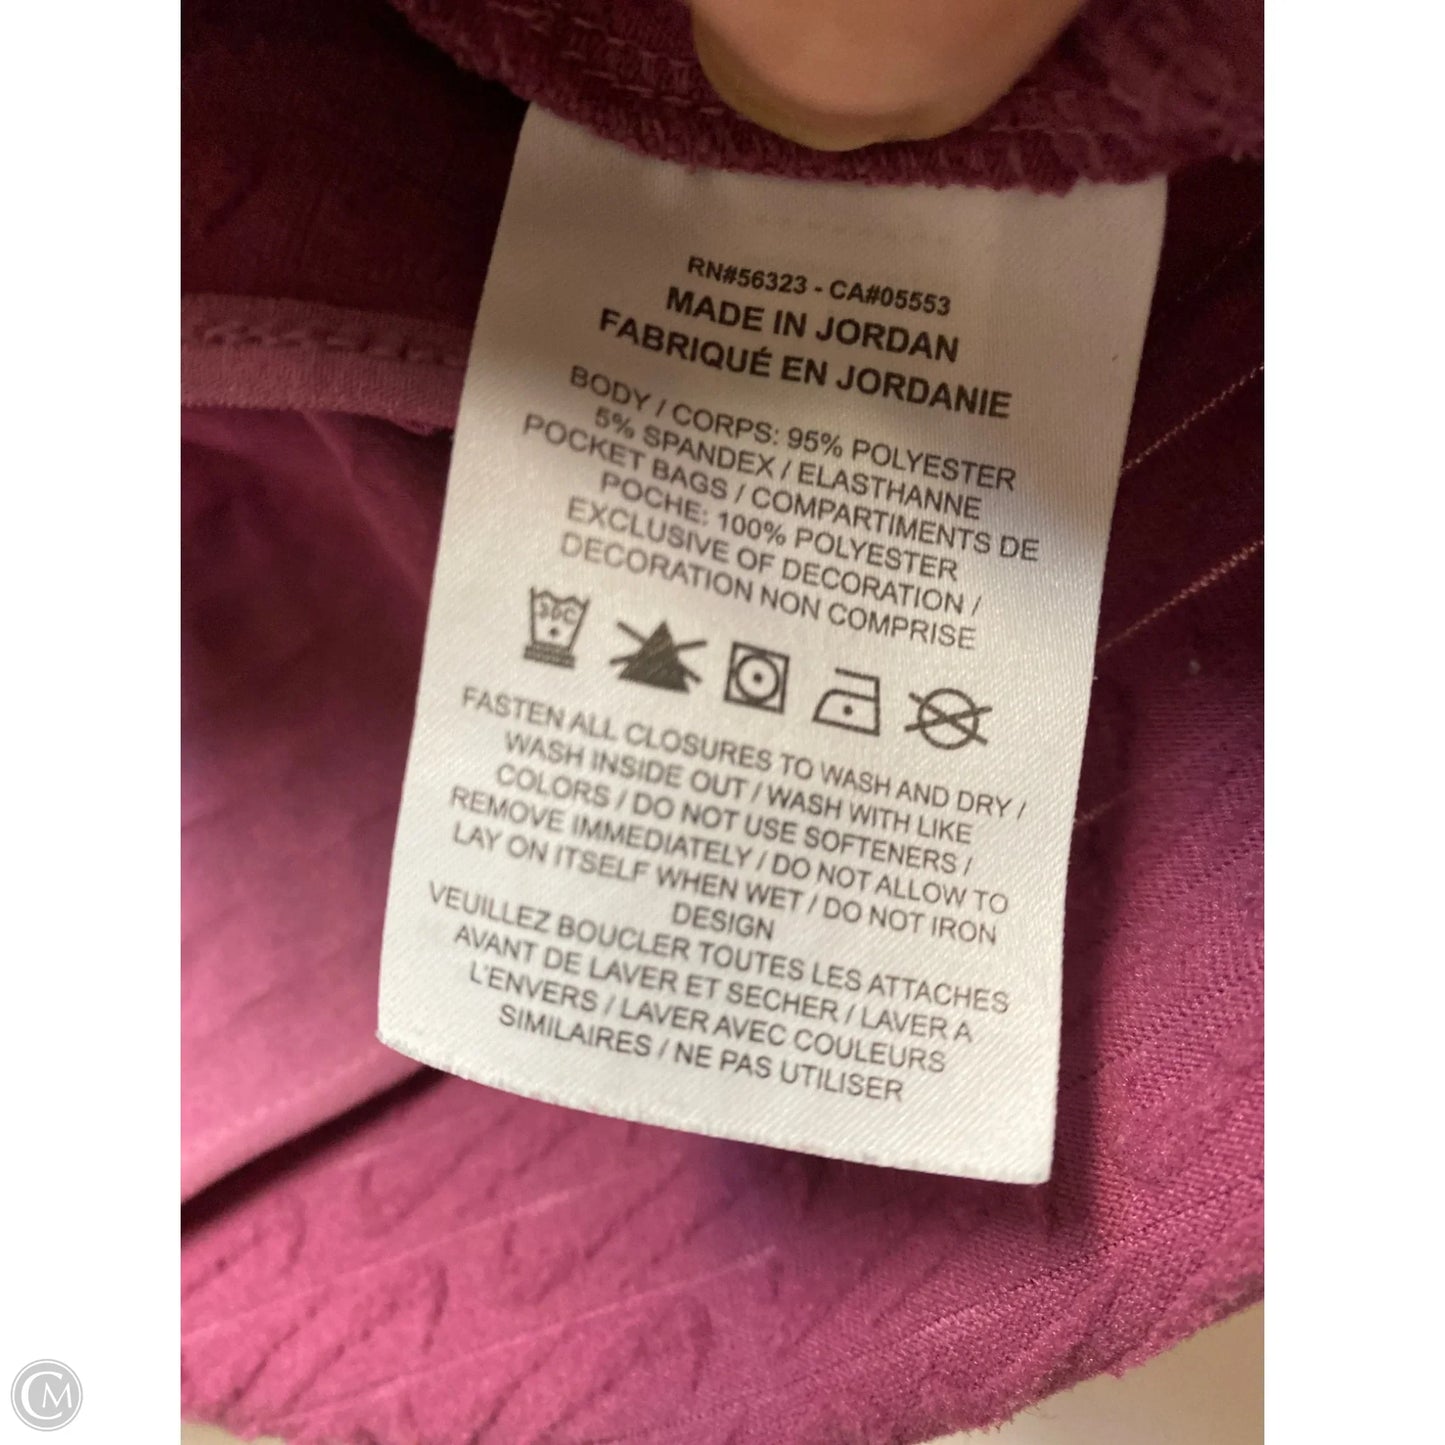 RN#56323 - CA#05553
MADE IN JORDAN
FABRIQUÉ EN JORDANIE
BODY / CORPS: 95% POLYESTER
5% SPANDEX / ELASTHANNE
POCKET BAGS / COMPARTIMENTS DE
POCHE: 100% POLYESTER
EXCLUSIVE OF DECORATION /
DECORATION NON COMPRISE
30C
FASTEN ALL CLOSURES TO WASH AND DRY /
WASH INSIDE OUT / WASH WITH LIKE
COLORS / DO NOT USE SOFTENERS /
REMOVE IMMEDIATELY / DO NOT ALLOW TO
LAY ON ITSELF WHEN WET / DO NOT IRON
DESIGN
VEUILLEZ BOUCLER TOUTES LES ATTACHES
AVANT DE LAVER ET SECHER / LAVER A
L'ENVERS / LAVER AVEC COULEURS
SIMILAIRES / NE PAS UTILISER
CM